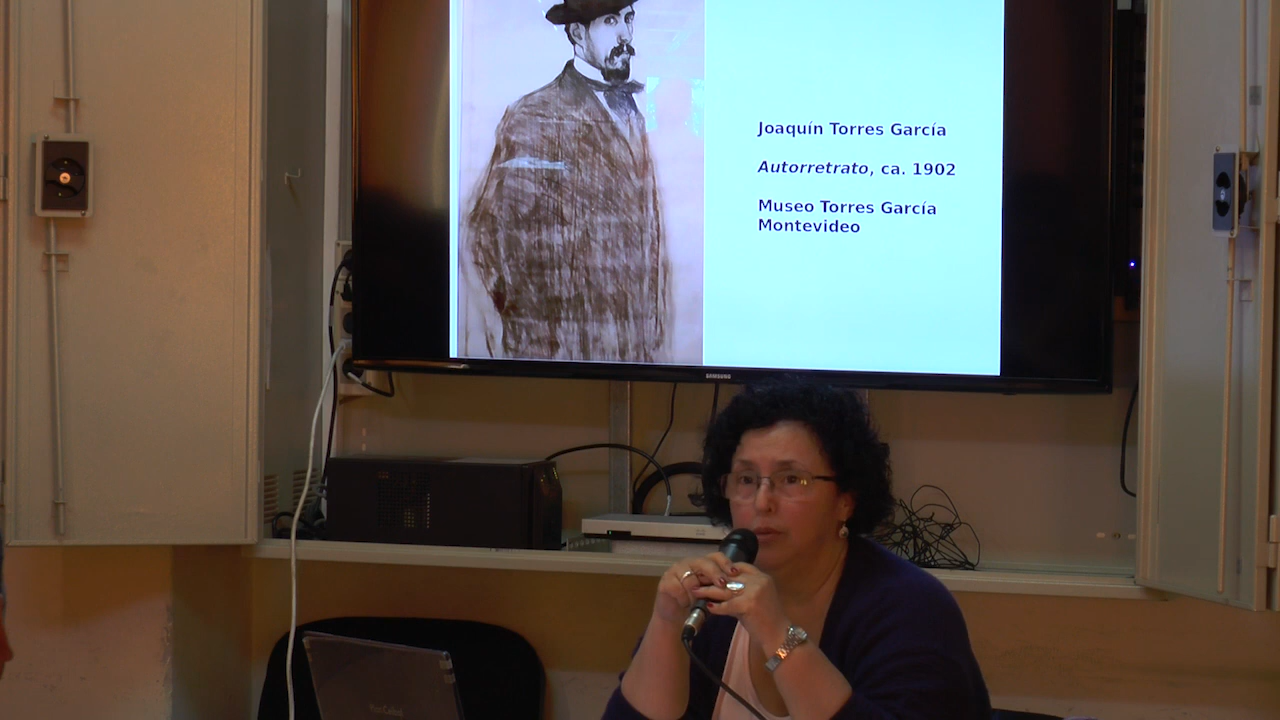 Joaquín Torres García
Autorretrato, ca. 1902
Museo Torres García
Montevideo
SAMSUNG